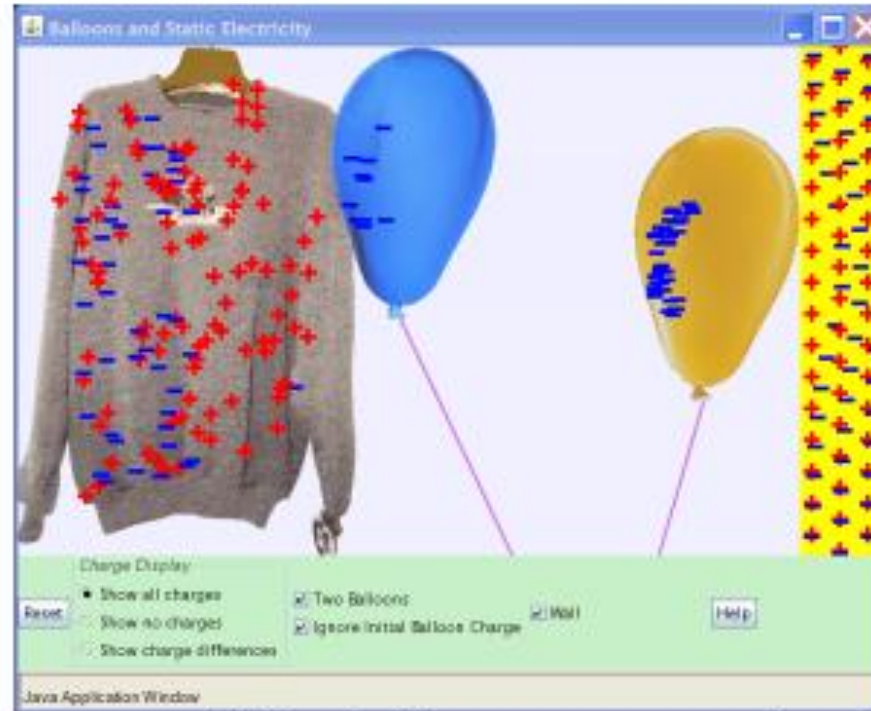 Balloons and Static Electricity
Charge Display
Show all charges
Show no charges
Show charge differences
Two Balloons
Ignore Initial Balloon Charge
Wall
Reset
Help
Java Application Window